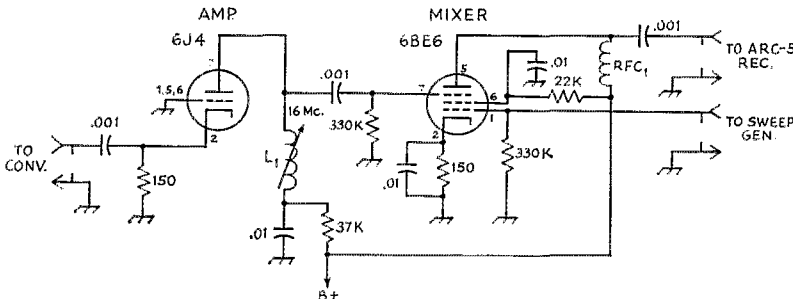 AMP.
6J4
MIXER
6BE6
.001
TO ARC-5
REC.
7
5
.01
RFC₁
1,5,6
.001
7
6
22K
16 Mc.
1
TO SWEEP
GEN.
.001
2
330K
2
330K
TO
CONV.
150
L₁
.01
150
.01
37K
B+